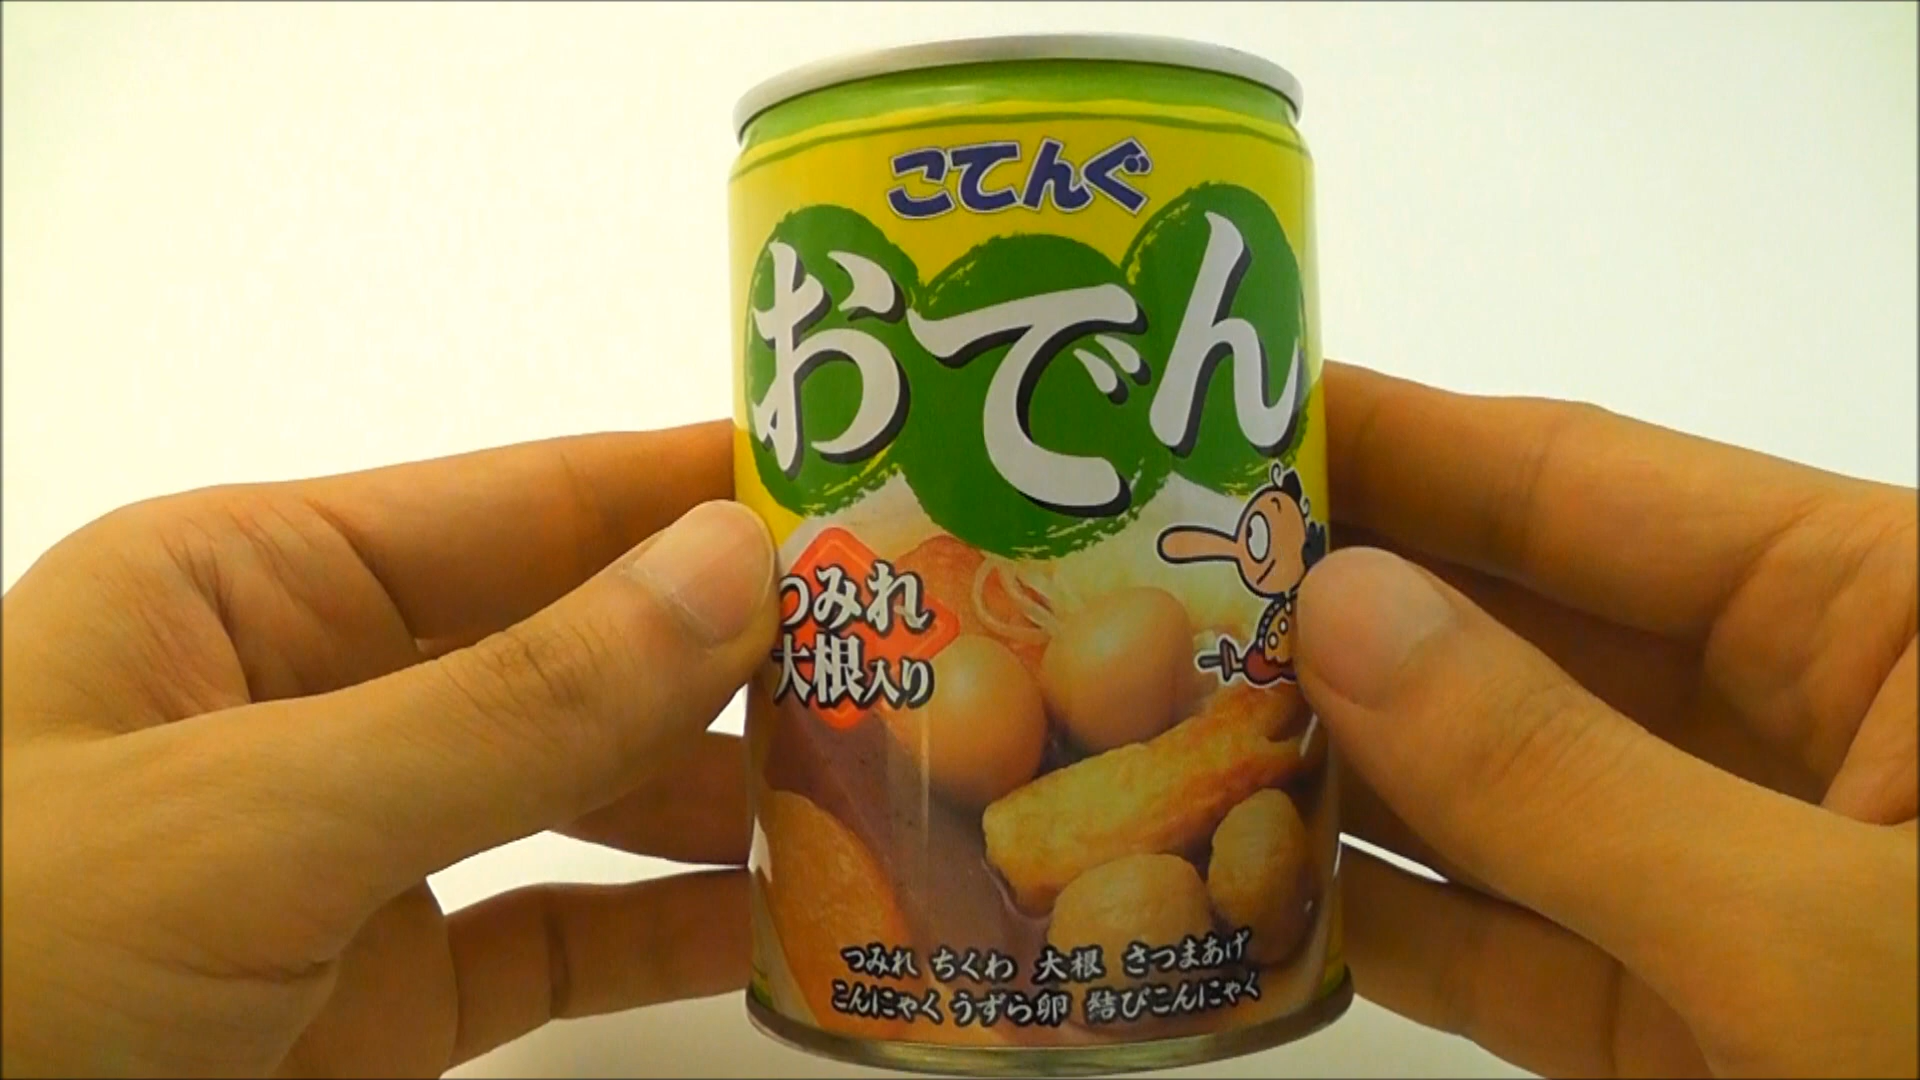 こてんぐ
おでん
つみれ
大根入り
つみれ ちくわ 大根 さつまあげ
こんにゃく うずら卵 結びこんにゃく